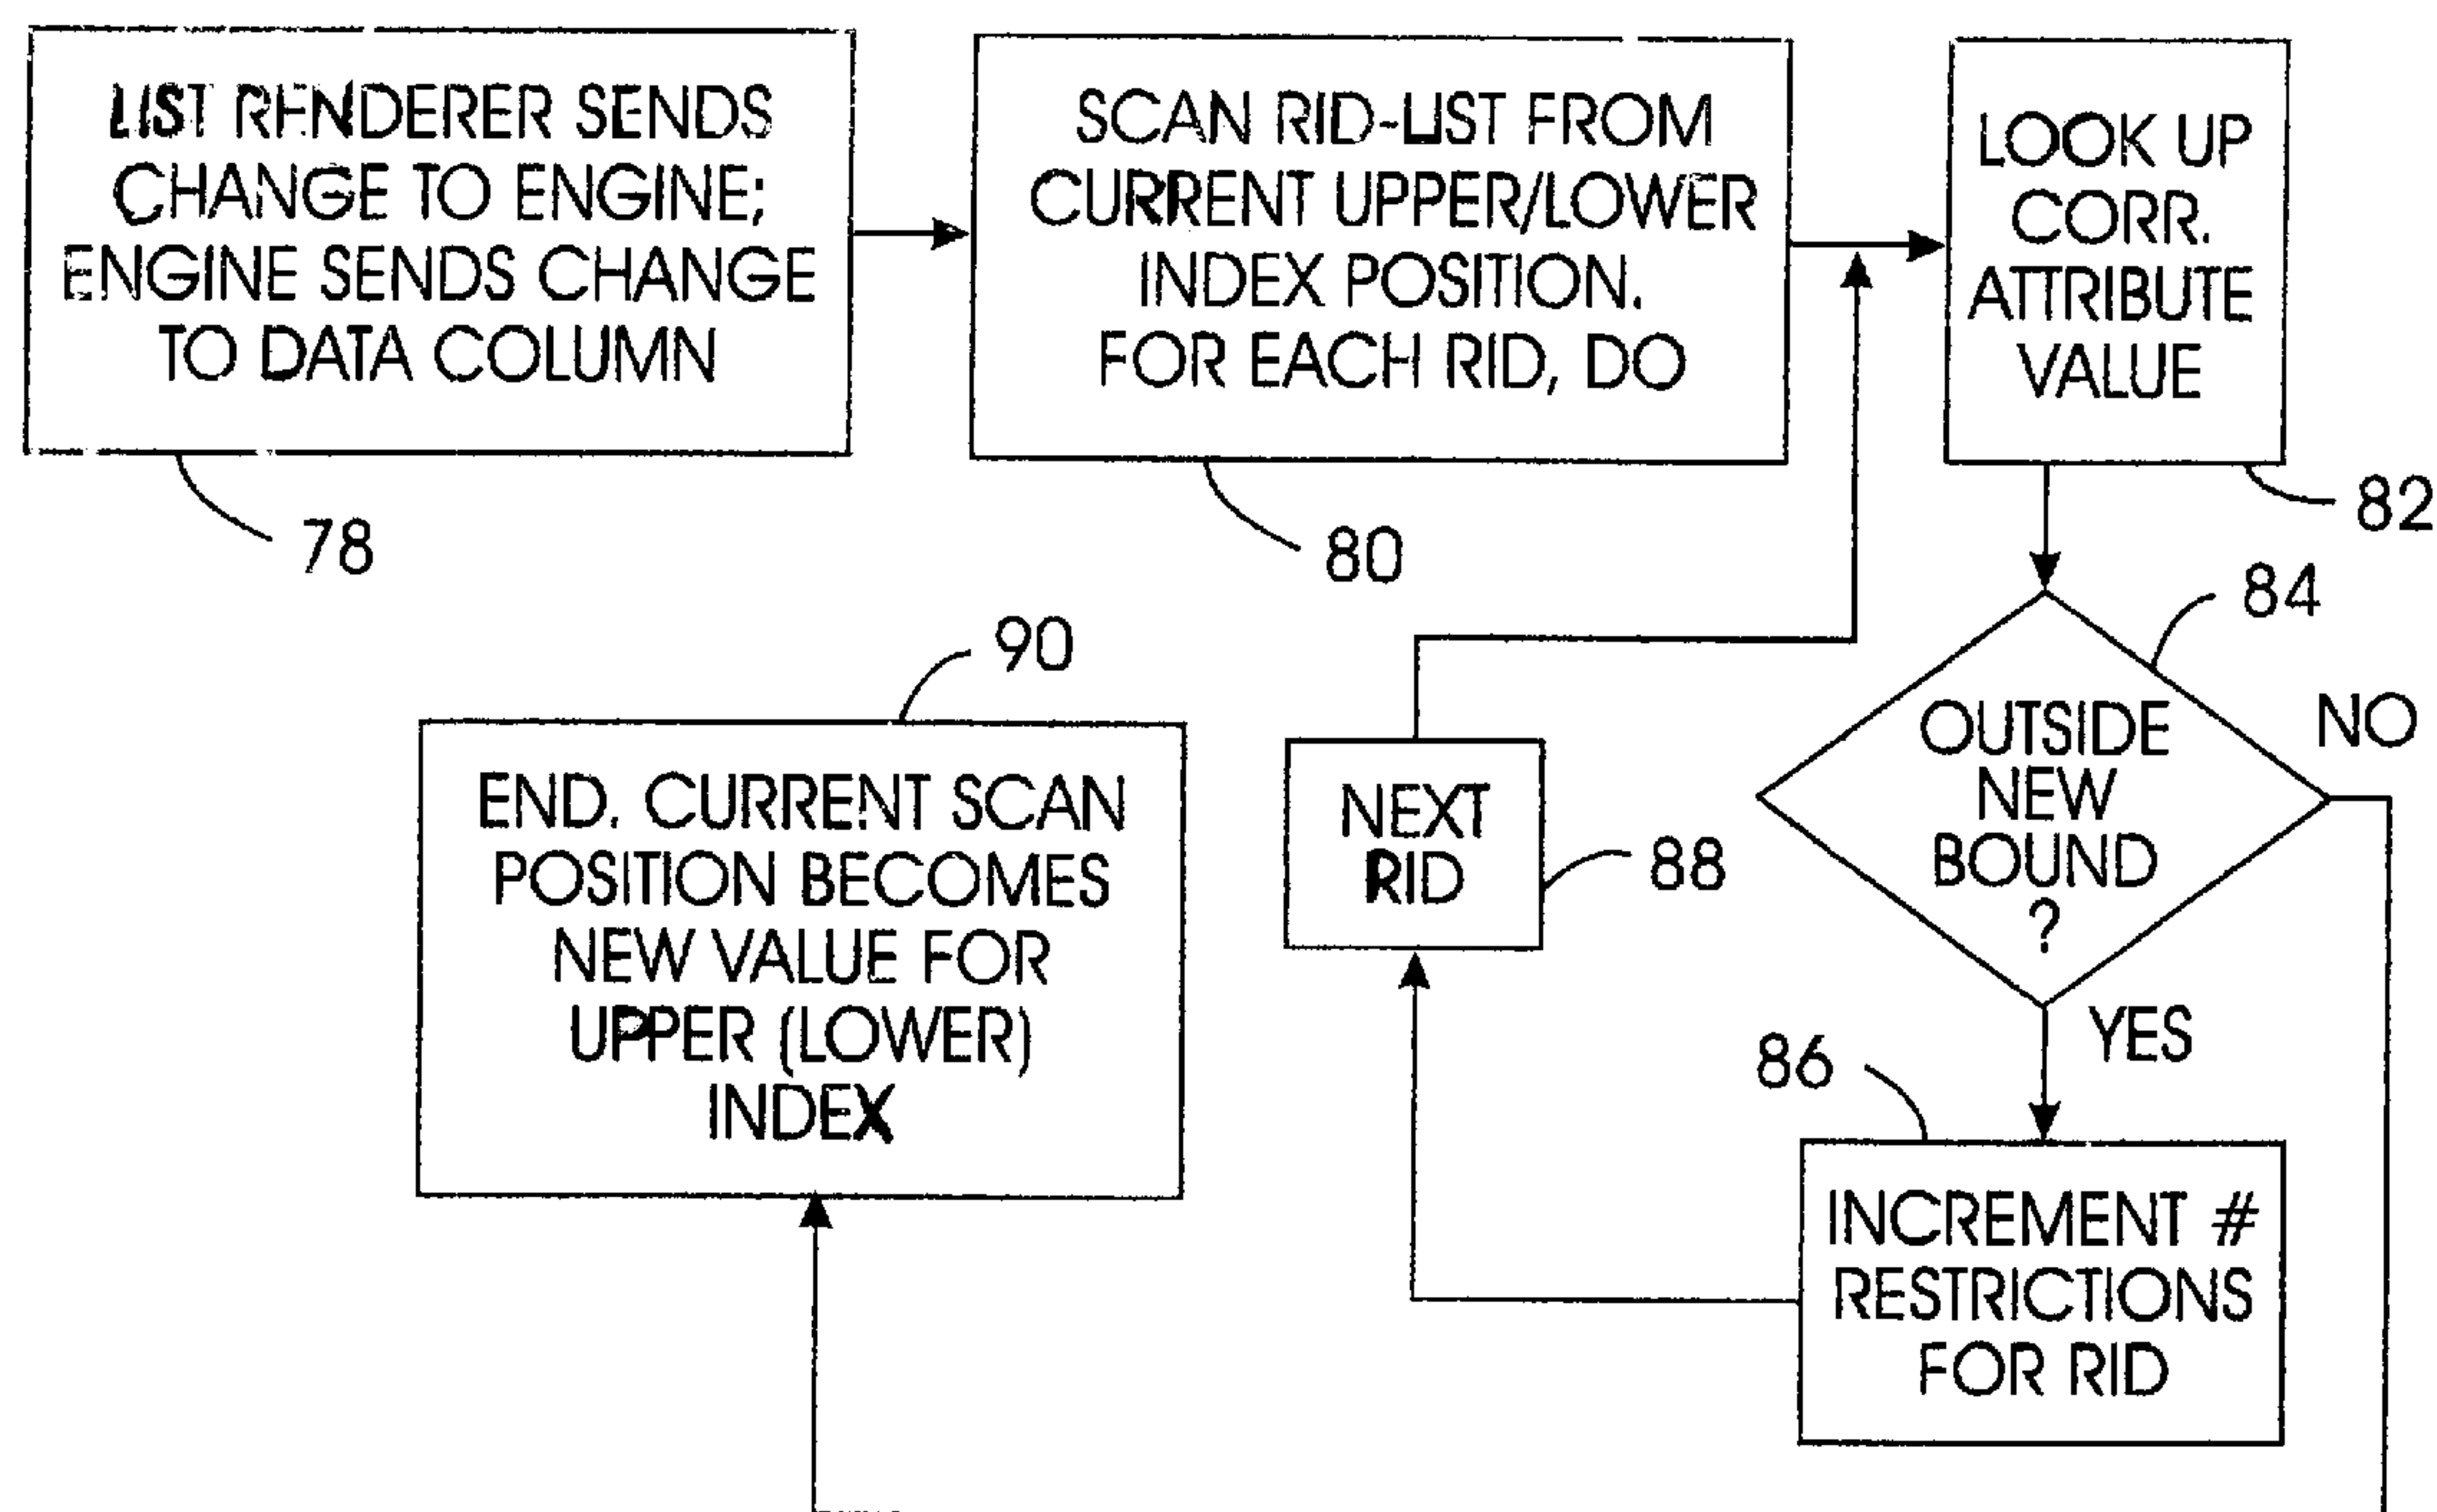 LIST RENDERER SENDS
CHANGE TO ENGINE;
ENGINE SENDS CHANGE
TO DATA COLUMN
78
SCAN RID-LIST FROM
CURRENT UPPER/LOWER
INDEX POSITION.
FOR EACH RID, DO
80
LOOK UP
CORR.
ATTRIBUTE
VALUE
82
84
OUTSIDE
NEW
BOUND
?
NO
YES
86
INCREMENT #
RESTRICTIONS
FOR RID
NEXT
RID
88
90
END. CURRENT SCAN
POSITION BECOMES
NEW VALUE FOR
UPPER (LOWER)
INDEX